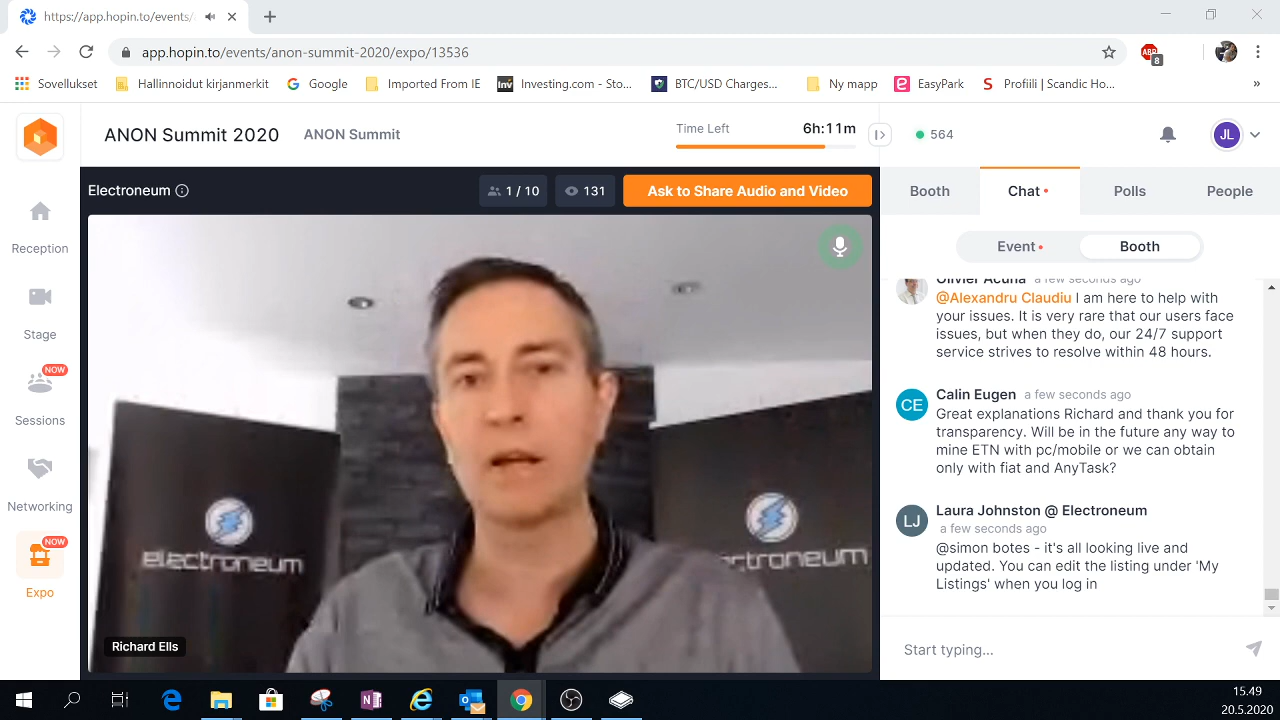 https://app.hopin.to/events/
app.hopin.to/events/anon-summit-2020/expo/13536
ABP
8
Sovellukset
Hallinnoidut kirjanmerkit
Google
Imported From IE
Inv
Investing.com - Sto...
BTC/USD Charges...
Ny mapp
EasyPark
Profiili | Scandic Ho...
»
ANON Summit 2020
ANON Summit
Time Left
6h:11m
564
JL
Electroneum
1 / 10
131
Ask to Share Audio and Video
Booth
Chat
Polls
People
Event
Booth
Reception
Stage
NOW
Sessions
Networking
NOW
Expo
electroneum
ctroneum
Richard Ells
Olivier Acuña
a few seconds ago
@Alexandru Claudiu I am here to help with
your issues. It is very rare that our users face
issues, but when they do, our 24/7 support
service strives to resolve within 48 hours.
CE
Calin Eugen
a few seconds ago
Great explanations Richard and thank you for
transparency. Will be in the future any way to
mine ETN with pc/mobile or we can obtain
only with fiat and AnyTask?
LJ
Laura Johnston @ Electroneum
a few seconds ago
@simon botes - it's all looking live and
updated. You can edit the listing under 'My
Listings' when you log in
Start typing...
15.49
20.5.2020